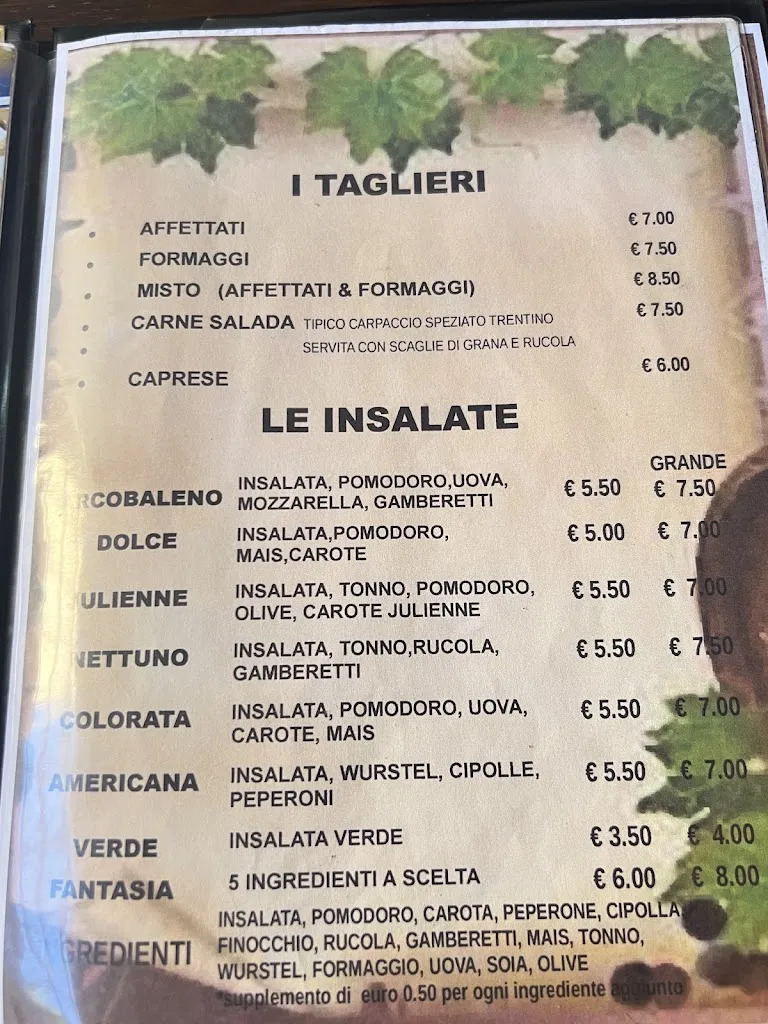 I TAGLIERI
AFFETTATI € 7.00
FORMAGGI € 7.50
MISTO (AFFETTATI & FORMAGGI) € 8.50
CARNE SALADA TIPICO CARPACCIO SPEZIATO TRENTINO € 7.50
SERVITA CON SCAGLIE DI GRANA E RUCOLA
CAPRESE € 6.00
LE INSALATE
GRANDE
RCOBALENO INSALATA, POMODORO,UOVA, € 5.50 € 7.50
MOZZARELLA, GAMBERETTI
DOLCE INSALATA,POMODORO, € 5.00 € 7.00
MAIS,CAROTE
ULIENNE INSALATA, TONNO, POMODORO, € 5.50 € 7.00
OLIVE, CAROTE JULIENNE
NETTUNO INSALATA, TONNO,RUCOLA, € 5.50 € 7.50
GAMBERETTI
COLORATA INSALATA, POMODORO, UOVA, € 5.50 € 7.00
CAROTE, MAIS
AMERICANA INSALATA, WURSTEL, CIPOLLE, € 5.50 € 7.00
PEPERONI
VERDE INSALATA VERDE € 3.50 € 4.00
FANTASIA 5 INGREDIENTI A SCELTA € 6.00 € 8.00
INSALATA, POMODORO, CAROTA, PEPERONE, CIPOLLA,
GREDIENTI FINOCCHIO, RUCOLA, GAMBERETTI, MAIS, TONNO,
WURSTEL, FORMAGGIO, UOVA, SOIA, OLIVE
*supplemento di euro 0.50 per ogni ingrediente aggiunto